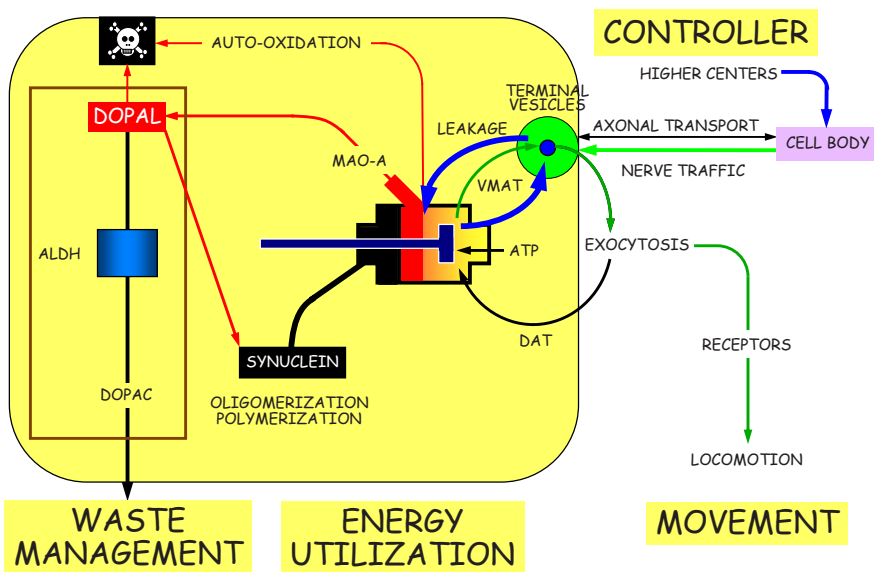 CONTROLLER
AUTO-OXIDATION
HIGHER CENTERS
TERMINAL
VESICLES
DOPAL
LEAKAGE
AXONAL TRANSPORT
CELL BODY
MAO-A
NERVE TRAFFIC
VMAT
ALDH
ATP
EXOCYTOSIS
DAT
RECEPTORS
SYNUCLEIN
DOPAC
OLIGOMERIZATION
POLYMERIZATION
LOCOMOTION
WASTE
MANAGEMENT
ENERGY
UTILIZATION
MOVEMENT